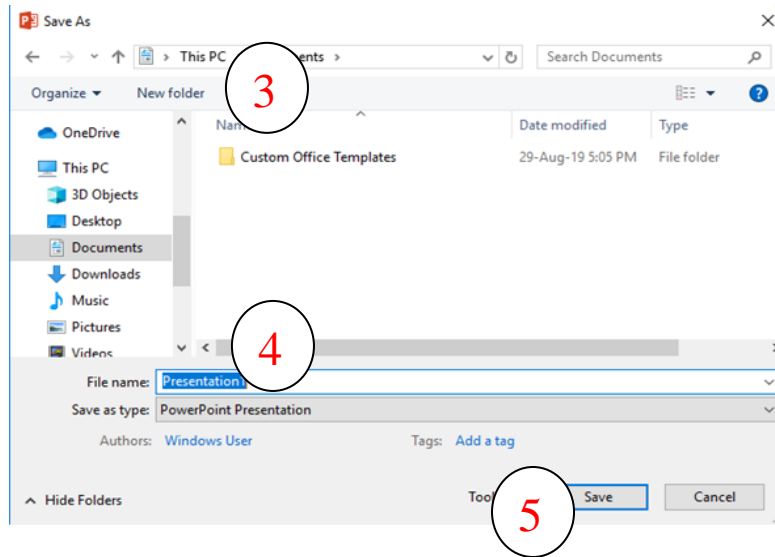 Save As
This PC ents
Search Documents
Organize
New folder
3
Date modified
Type
OneDrive
Custom Office Templates
29-Aug-19 5:05 PM
File folder
This PC
3D Objects
Desktop
Documents
Downloads
Music
Pictures
Videos
4
File name: Presentation1
Save as type: PowerPoint Presentation
Authors: Windows User
Tags: Add a tag
Hide Folders
5
Save
Cancel